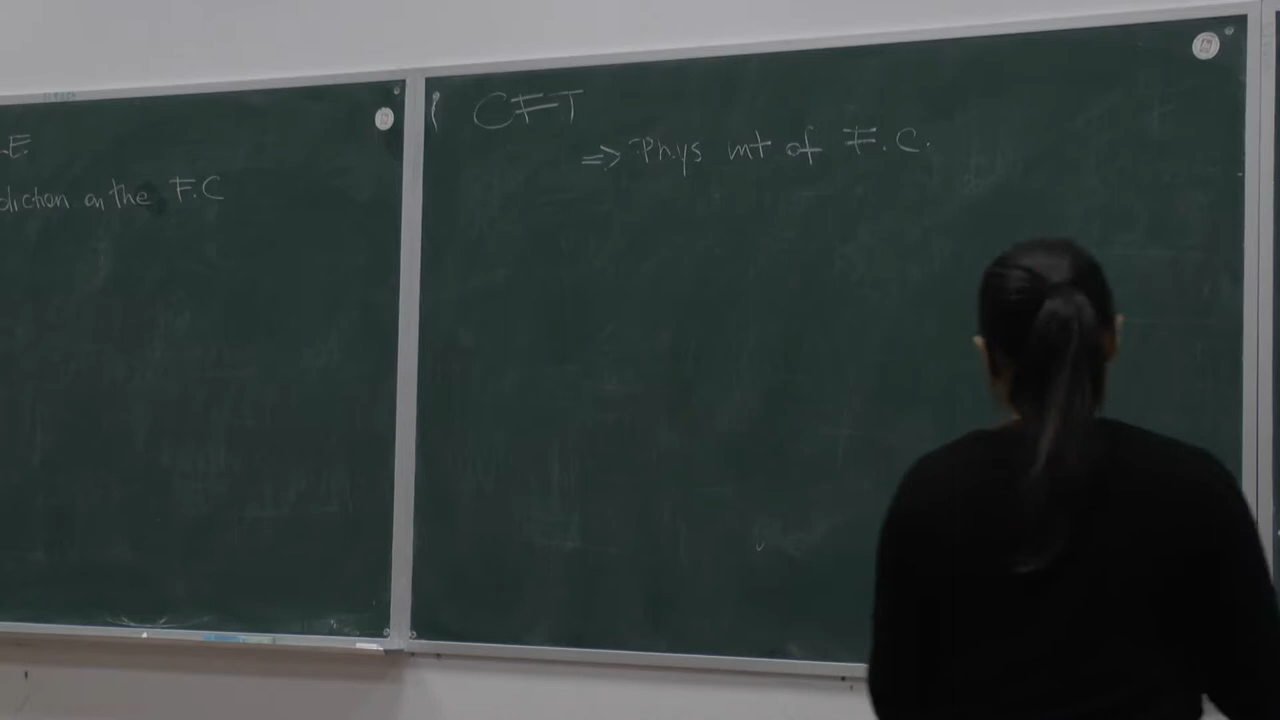 E.
diction on the F.C
CFT
=> Phys mt of F.C.